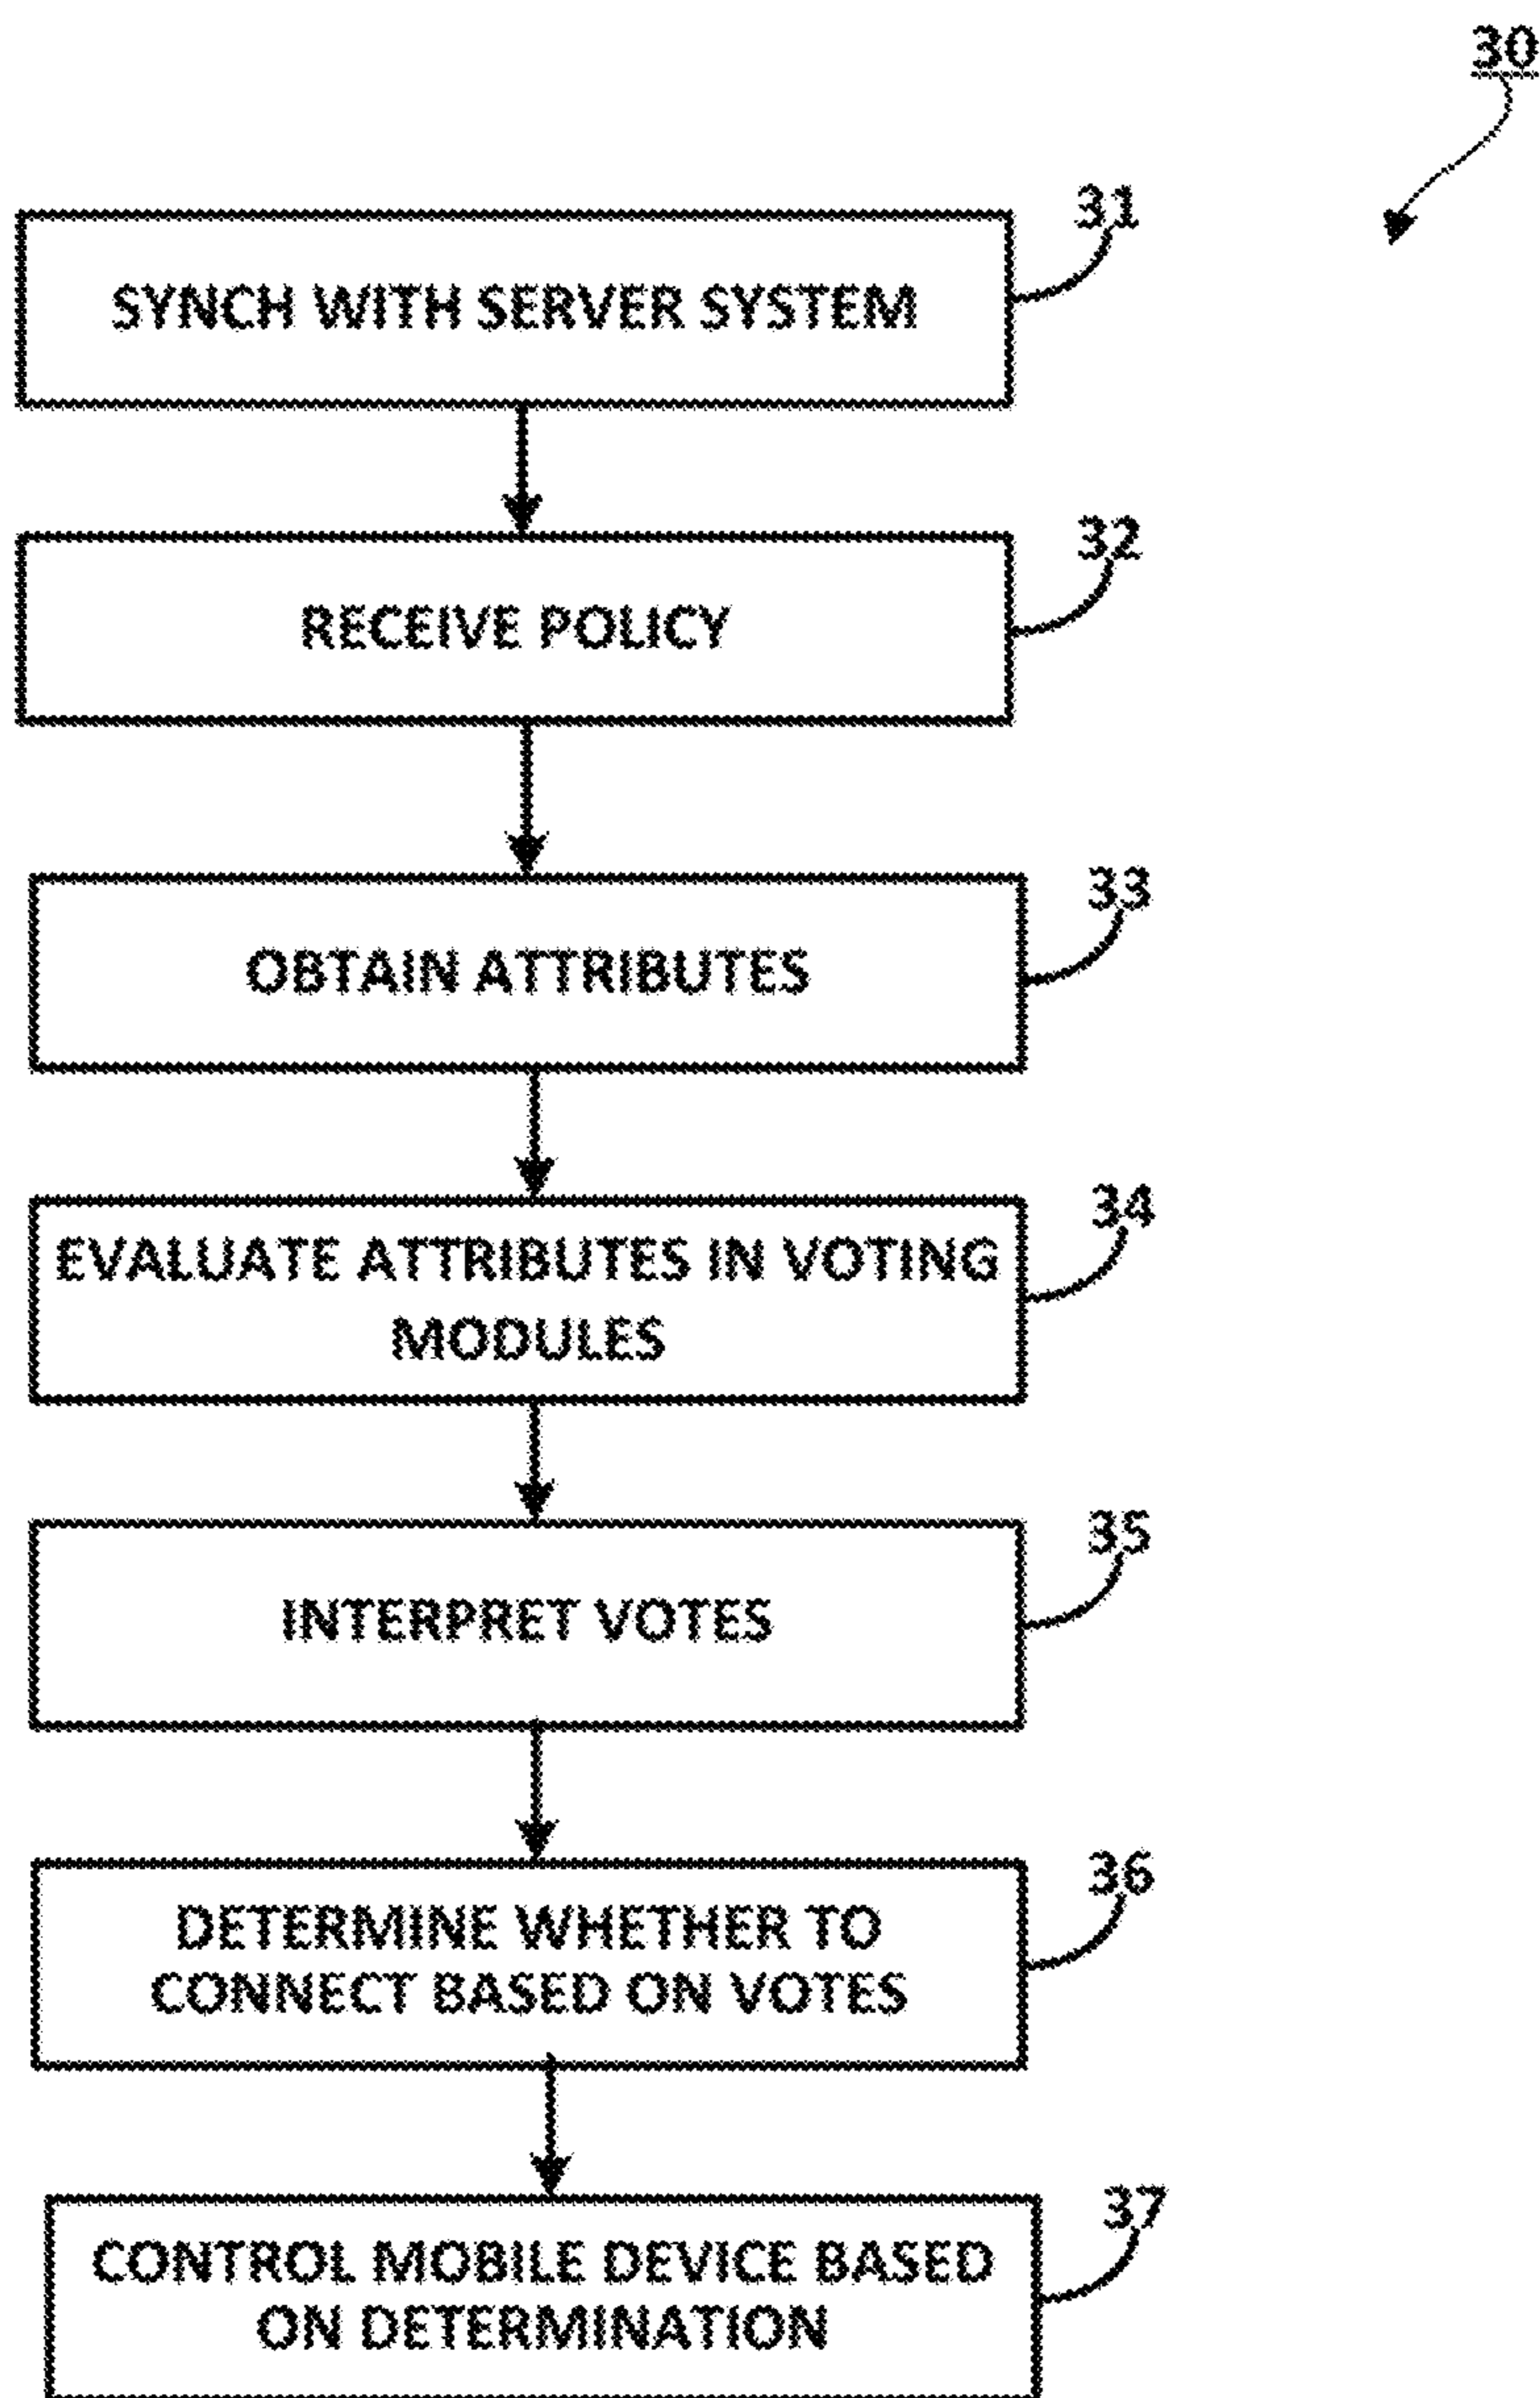 30
31
SYNCH WITH SERVER SYSTEM
32
RECEIVE POLICY
33
OBTAIN ATTRIBUTES
34
EVALUATE ATTRIBUTES IN VOTING
MODULES
35
INTERPRET VOTES
36
DETERMINE WHETHER TO
CONNECT BASED ON VOTES
37
CONTROL MOBILE DEVICE BASED
ON DETERMINATION